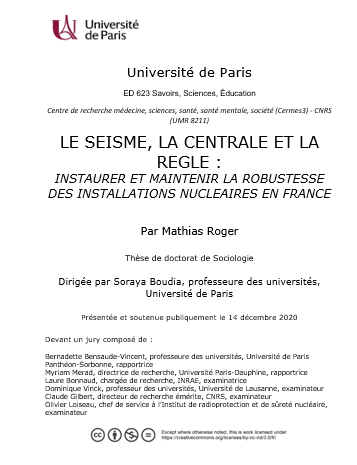 Université
de Paris
Université de Paris
ED 623 Savoirs, Sciences, Éducation
Centre de recherche médecine, sciences, santé, santé mentale, société (Cermes3) - CNRS
(UMR 8211)
LE SEISME, LA CENTRALE ET LA
REGLE :
INSTAURER ET MAINTENIR LA ROBUSTESSE
DES INSTALLATIONS NUCLEAIRES EN FRANCE
Par Mathias Roger
Thèse de doctorat de Sociologie
Dirigée par Soraya Boudia, professeure des universités,
Université de Paris
Présentée et soutenue publiquement le 14 décembre 2020
Devant un jury composé de :
Bernadette Bensaude-Vincent, professeure des universités, Université de Paris
Panthéon-Sorbonne, rapportrice
Myriam Merad, directrice de recherche, Université Paris-Dauphine, rapportrice
Laure Bonnaud, chargée de recherche, INRAE, examinatrice
Dominique Vinck, professeur des universités, Université de Lausanne, examinateur
Claude Gilbert, directeur de recherche émérite, CNRS, examinateur
Olivier Loiseau, chef de service à l'Institut de radioprotection et de sûreté nucléaire,
examinateur
Except where otherwise noted, this work is licensed under
https://creativecommons.org/licenses/by-nc-nd/3.0/fr/